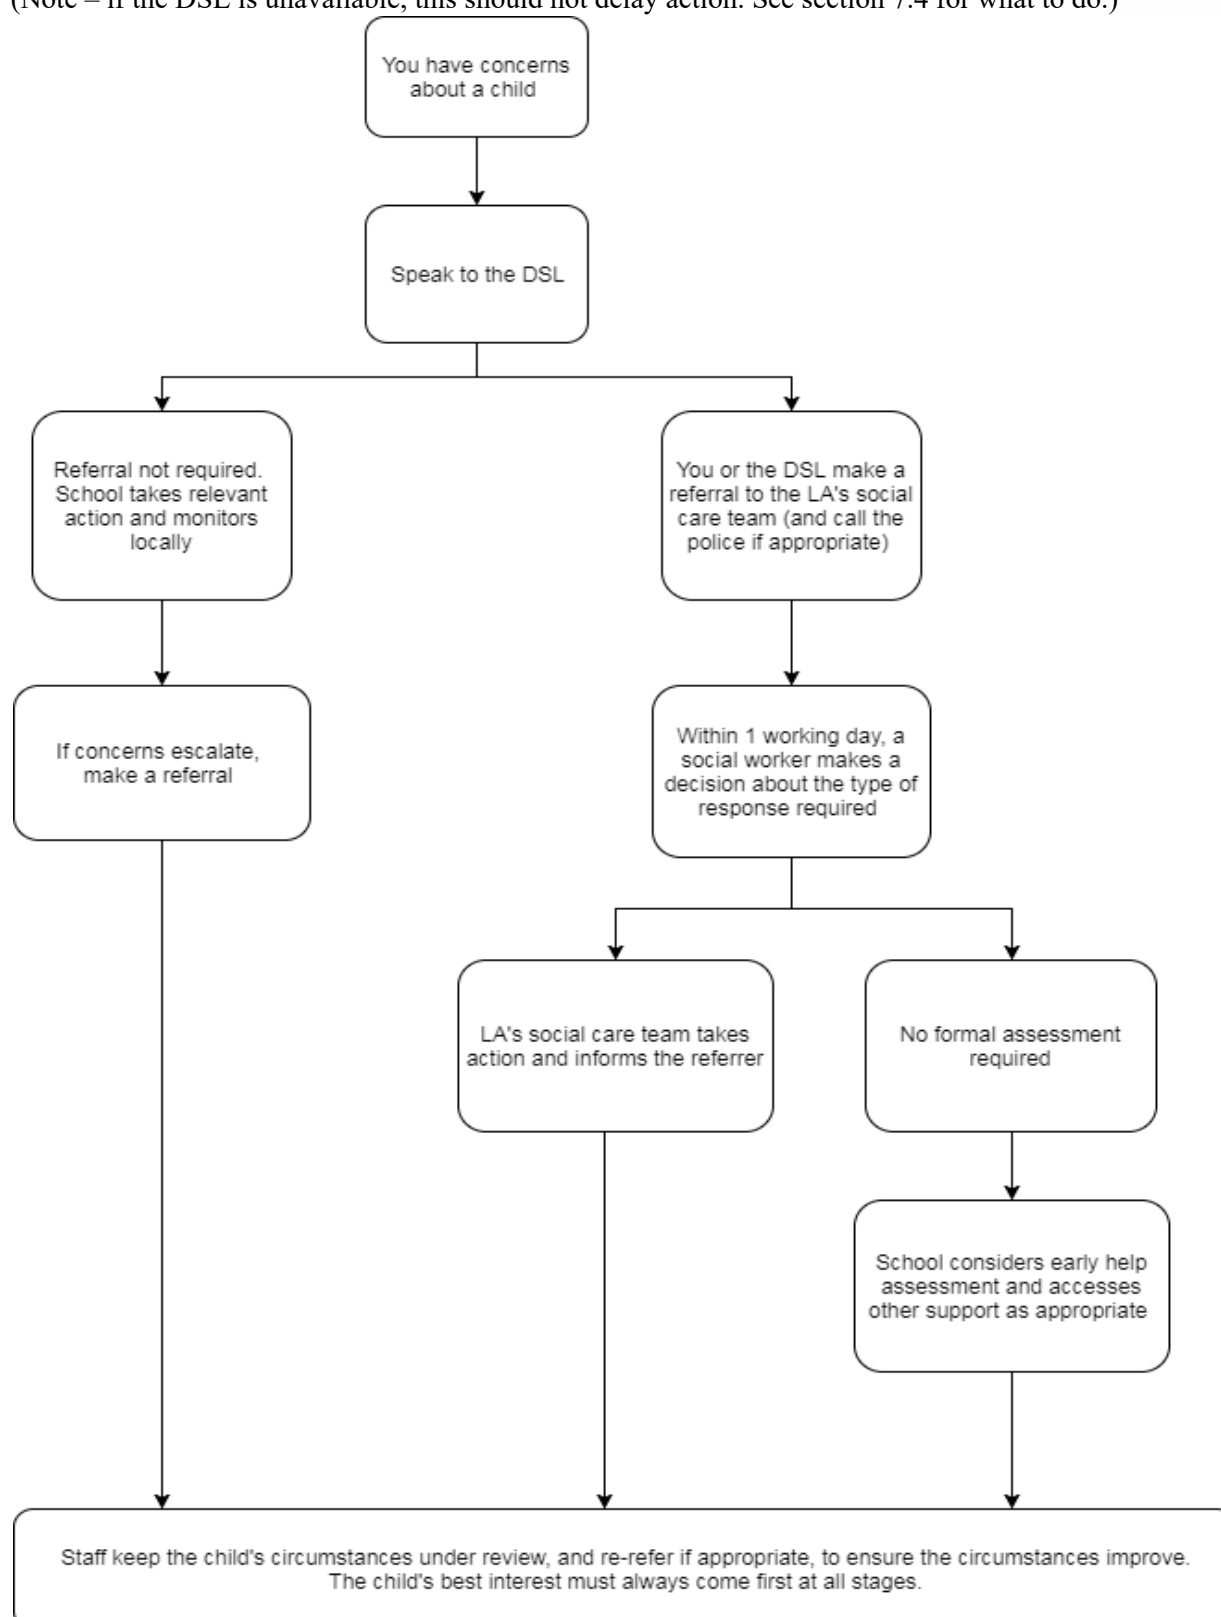 (Note – if the DSL is unavailable, this should not delay action. See section 7.4 for what to do.)
You have concerns
about a child
Speak to the DSL
Referral not required.
School takes relevant
action and monitors
locally
You or the DSL make a
referral to the LA's social
care team (and call the
police if appropriate)
If concerns escalate,
make a referral
Within 1 working day, a
social worker makes a
decision about the type of
response required
LA's social care team takes
action and informs the referrer
No formal assessment
required
School considers early help
assessment and accesses
other support as appropriate
Staff keep the child's circumstances under review, and re-refer if appropriate, to ensure the circumstances improve.
The child's best interest must always come first at all stages.